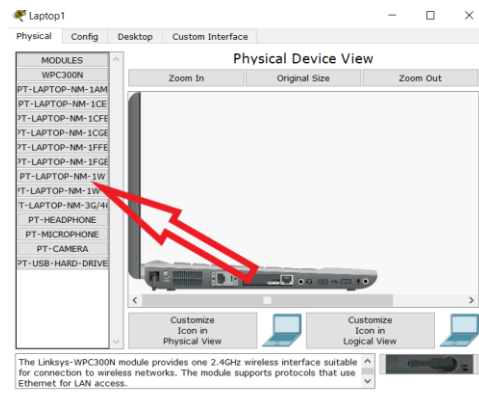 Laptop1
Physical Config Desktop Custom Interface
MODULES
WPC300N
PT-LAPTOP-NM-1AM
PT-LAPTOP-NM-1CE
PT-LAPTOP-NM-1CFE
PT-LAPTOP-NM-1CGE
PT-LAPTOP-NM-1FFE
PT-LAPTOP-NM-1FGE
PT-LAPTOP-NM-1W
PT-LAPTOP-NM-1W-
T-LAPTOP-NM-3G/4
PT-HEADPHONE
PT-MICROPHONE
PT-CAMERA
PT-USB-HARD-DRIVE
Physical Device View
Zoom In Original Size Zoom Out
Customize
Icon in
Physical View
Customize
Icon in
Logical View
The Linksys-WPC300N module provides one 2.4GHz wireless interface suitable
for connection to wireless networks. The module supports protocols that use
Ethernet for LAN access.